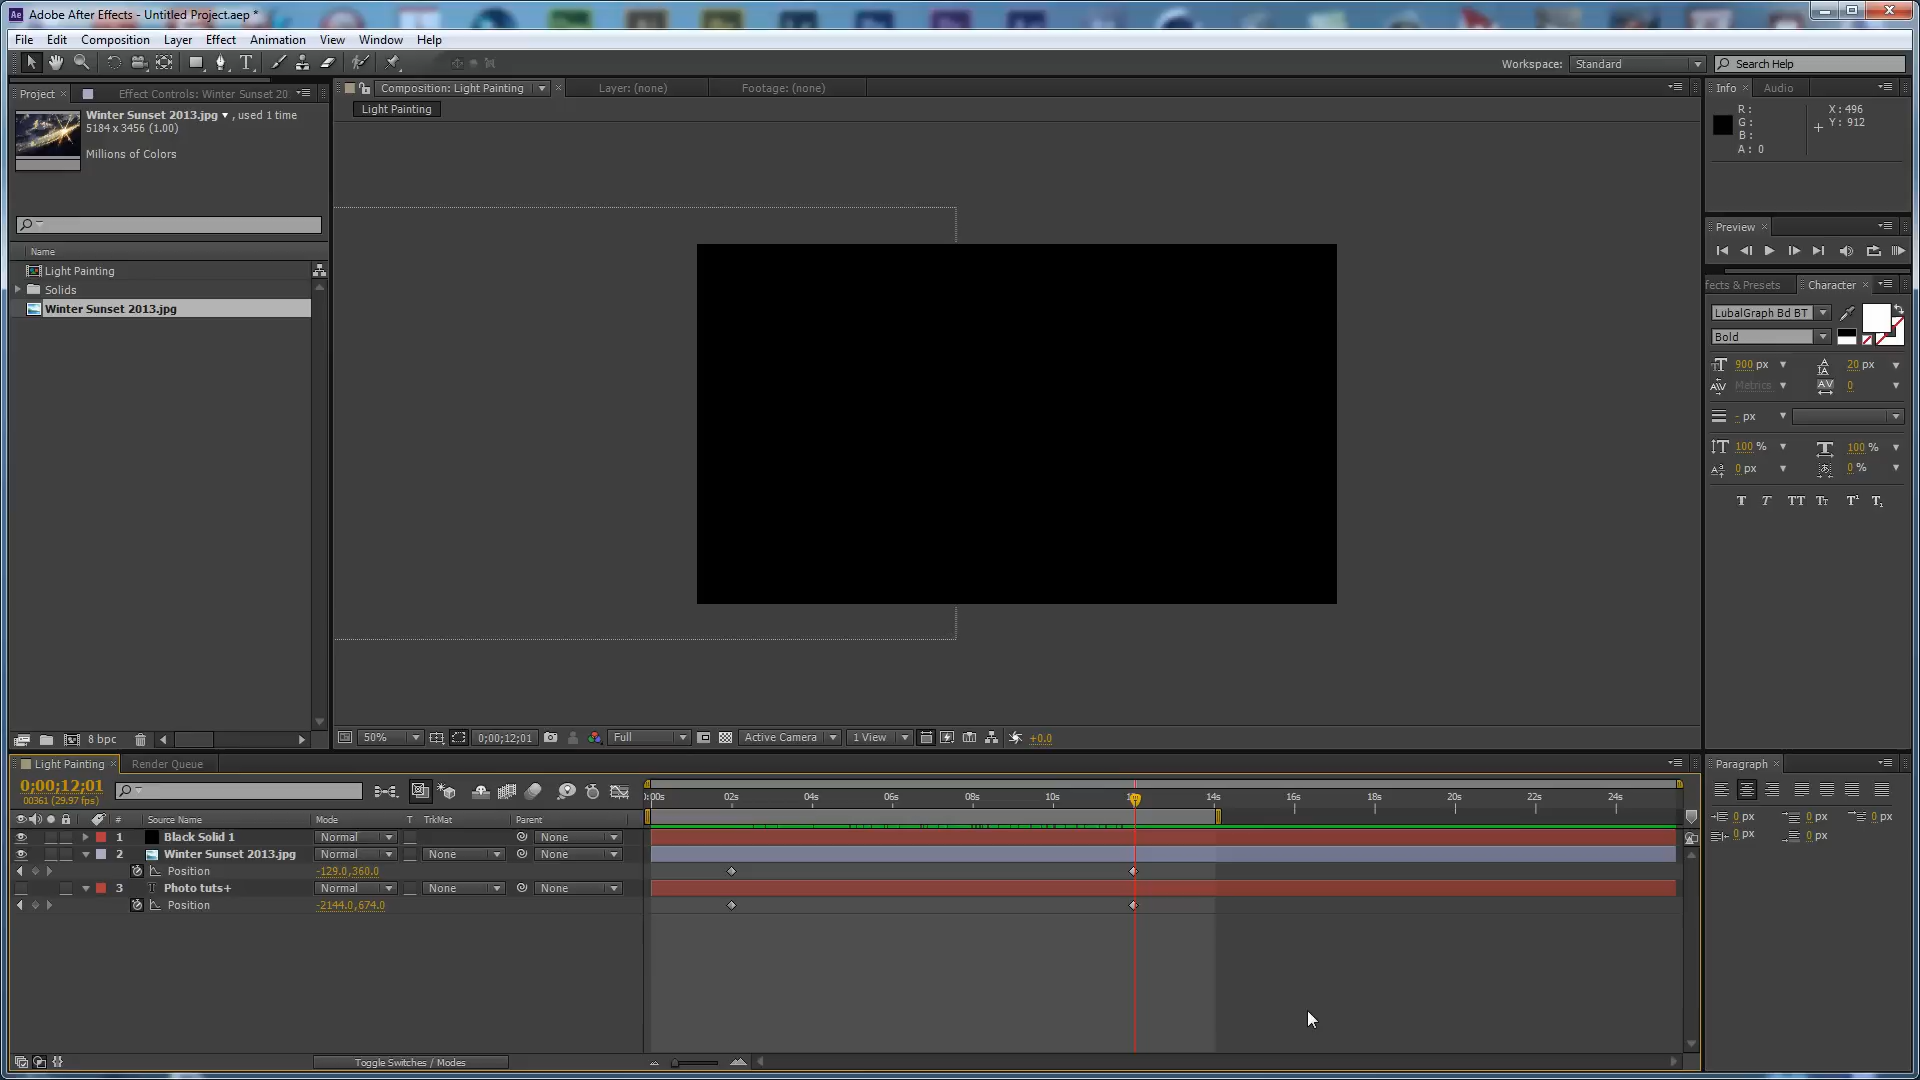 Adobe After Effects - Untitled Project.aep *
File Edit Composition Layer Effect Animation View Window Help
Workspace: Standard
Search Help
Project
Effect Controls: Winter Sunset 20
Composition: Light Painting
Layer: (none)
Footage: (none)
Info
Audio
Light Painting
Winter Sunset 2013.jpg ▼ , used 1 time
5184 x 3456 (1.00)
Millions of Colors
R :
G :
B :
A : 0
X : 496
Y : 912
Name
Light Painting
Solids
Winter Sunset 2013.jpg
Preview
fects & Presets
Character
LubalGraph Bd BT
Bold
900 px
20 px
Metrics
0
- px
100 %
100 %
0 px
0 %
T T TT Tт T¹ T₁
8 bpc
50%
0;00;12;01
Full
Active Camera
1 View
+0.0
Light Painting
Render Queue
Paragraph
0;00;12;01
00361 (29.97 fps)
):00s 02s 04s 06s 08s 10s 14s 16s 18s 20s 22s 24s
# Source Name Mode T TrkMat Parent
1 Black Solid 1 Normal None
2 Winter Sunset 2013.jpg Normal None None
Position -129.0,360.0
3 T Photo tuts+ Normal None None
Position -2144.0,674.0
0 px 0 px 0 px
0 px 0 px
Toggle Switches / Modes